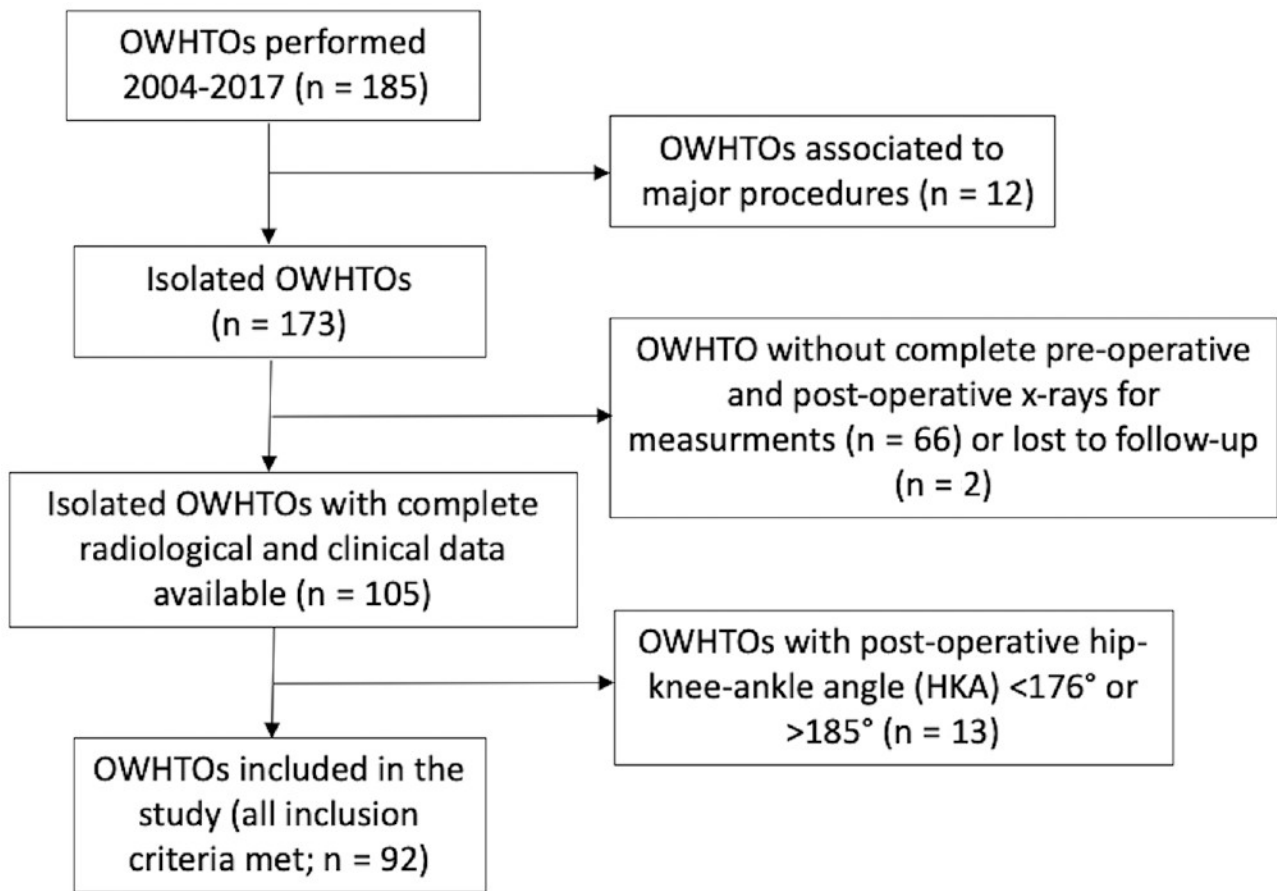 OWHTOs performed
2004-2017 (n = 185)
OWHTOs associated to
major procedures (n = 12)
Isolated OWHTOs
(n = 173)
OWHTO without complete pre-operative
and post-operative x-rays for
measurments (n = 66) or lost to follow-up
(n = 2)
Isolated OWHTOs with complete
radiological and clinical data
available (n = 105)
OWHTOs with post-operative hip-
knee-ankle angle (HKA) <176° or
>185° (n = 13)
OWHTOs included in the
study (all inclusion
criteria met; n = 92)